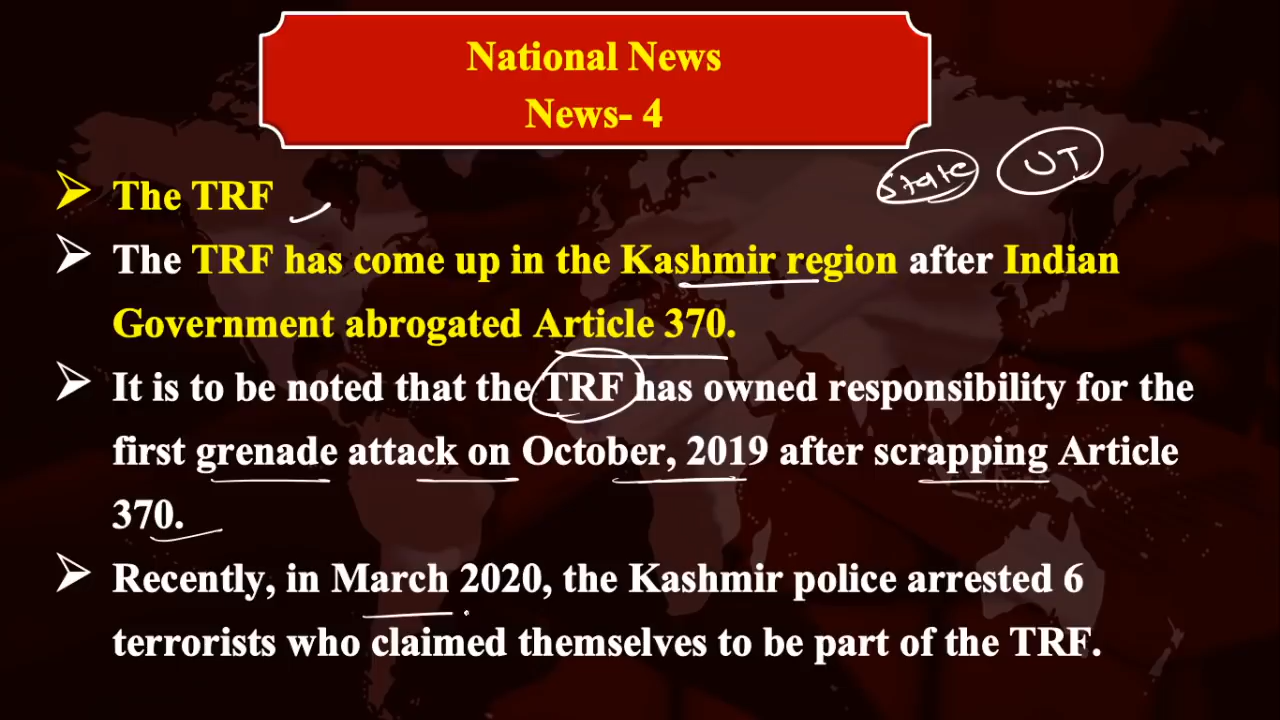 National News
News- 4
State UT
The TRF
The TRF has come up in the Kashmir region after Indian
Government abrogated Article 370.
It is to be noted that the TRF has owned responsibility for the
first grenade attack on October, 2019 after scrapping Article
370.
Recently, in March 2020, the Kashmir police arrested 6
terrorists who claimed themselves to be part of the TRF.